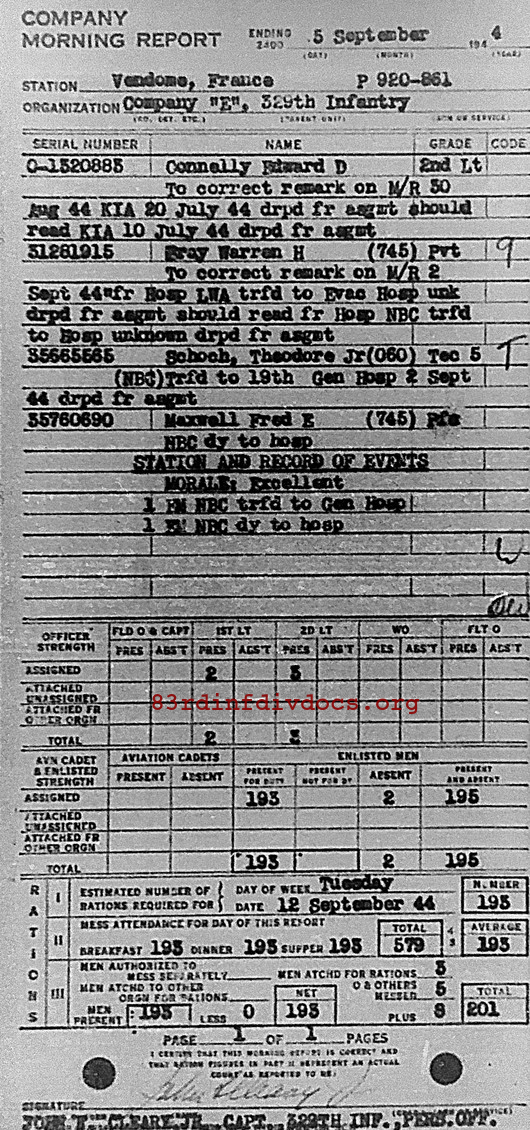 COMPANY
MORNING REPORT ENDING 2400 5 September 1944
(DAY) (MONTH) (YEAR)
STATION Vendome, France P 920-861
ORGANIZATION Company "E", 329th Infantry
(CO. DET. ETC.) (PARENT UNIT) (ARM OR SERVICE)
SERIAL NUMBER NAME GRADE CODE
O-1320883 Connelly Edward D 2nd Lt
To correct remark on M/R 30
Aug 44 KIA 20 July 44 drpd fr asgmt should
read KIA 10 July 44 drpd fr asgmt
31281915 Warren H (745) Pvt 9
To correct remark on M/R 2
Sept 44"fr Hosp LWA trfd to Evac Hosp unk
drpd fr asgmt should read fr Hosp NBC trfd
to Hosp unknown drpd fr asgmt
35665565 Schoch, Theodore Jr(060) Tec 5 T
(NBC)Trfd to 19th Gen Hosp 2 Sept
44 drpd fr asgmt
35760690 Maxwell Fred E (745) Pfc
NBC dy to hosp
STATION AND RECORD OF EVENTS
MORALE: Excellent
1 EM NBC trfd to Gen Hosp
1 EM NBC dy to hosp
OFFICER STRENGTH FLD O & CAPT 1ST LT 2D LT WO FLT O
PRES ABS'T PRES ABS'T PRES ABS'T PRES ABS'T PRES ABS'T
ASSIGNED 2 3
ATTACHED UNASSIGNED
ATTACHED FR OTHER ORGN
83rdinfdivdocs.org
TOTAL 2 3
AVN CADET & ENLISTED STRENGTH AVIATION CADETS ENLISTED MEN
PRESENT ABSENT PRESENT FOR DUTY PRESENT NOT FOR DY ABSENT PRESENT AND ABSENT
ASSIGNED 193 2 195
ATTACHED UNASSIGNED
ATTACHED FR OTHER ORGN
TOTAL 193 2 195
RATIONS
I ESTIMATED NUMBER OF RATIONS REQUIRED FOR DAY OF WEEK Tuesday NUMBER
DATE 12 September 44 193
II MESS ATTENDANCE FOR DAY OF THIS REPORT TOTAL ÷ 3 AVERAGE
BREAKFAST 193 DINNER 193 SUPPER 193 579 193
III MEN AUTHORIZED TO MESS SEPARATELY MEN ATCHD FOR RATIONS 3
MEN ATCHD TO OTHER ORGN FOR RATIONS NET O & OTHERS MESSED 5 TOTAL
MEN PRESENT 193 LESS 0 193 PLUS 8 201
PAGE 1 OF 1 PAGES
I CERTIFY THAT THIS MORNING REPORT IS CORRECT AND
THAT RATION FIGURES IN PART II REPRESENT AN ACTUAL
COUNT AS REPORTED TO ME:
SIGNATURE
JOHN CLEARY JR, CAPT, 329TH INF, PERS.OFF.